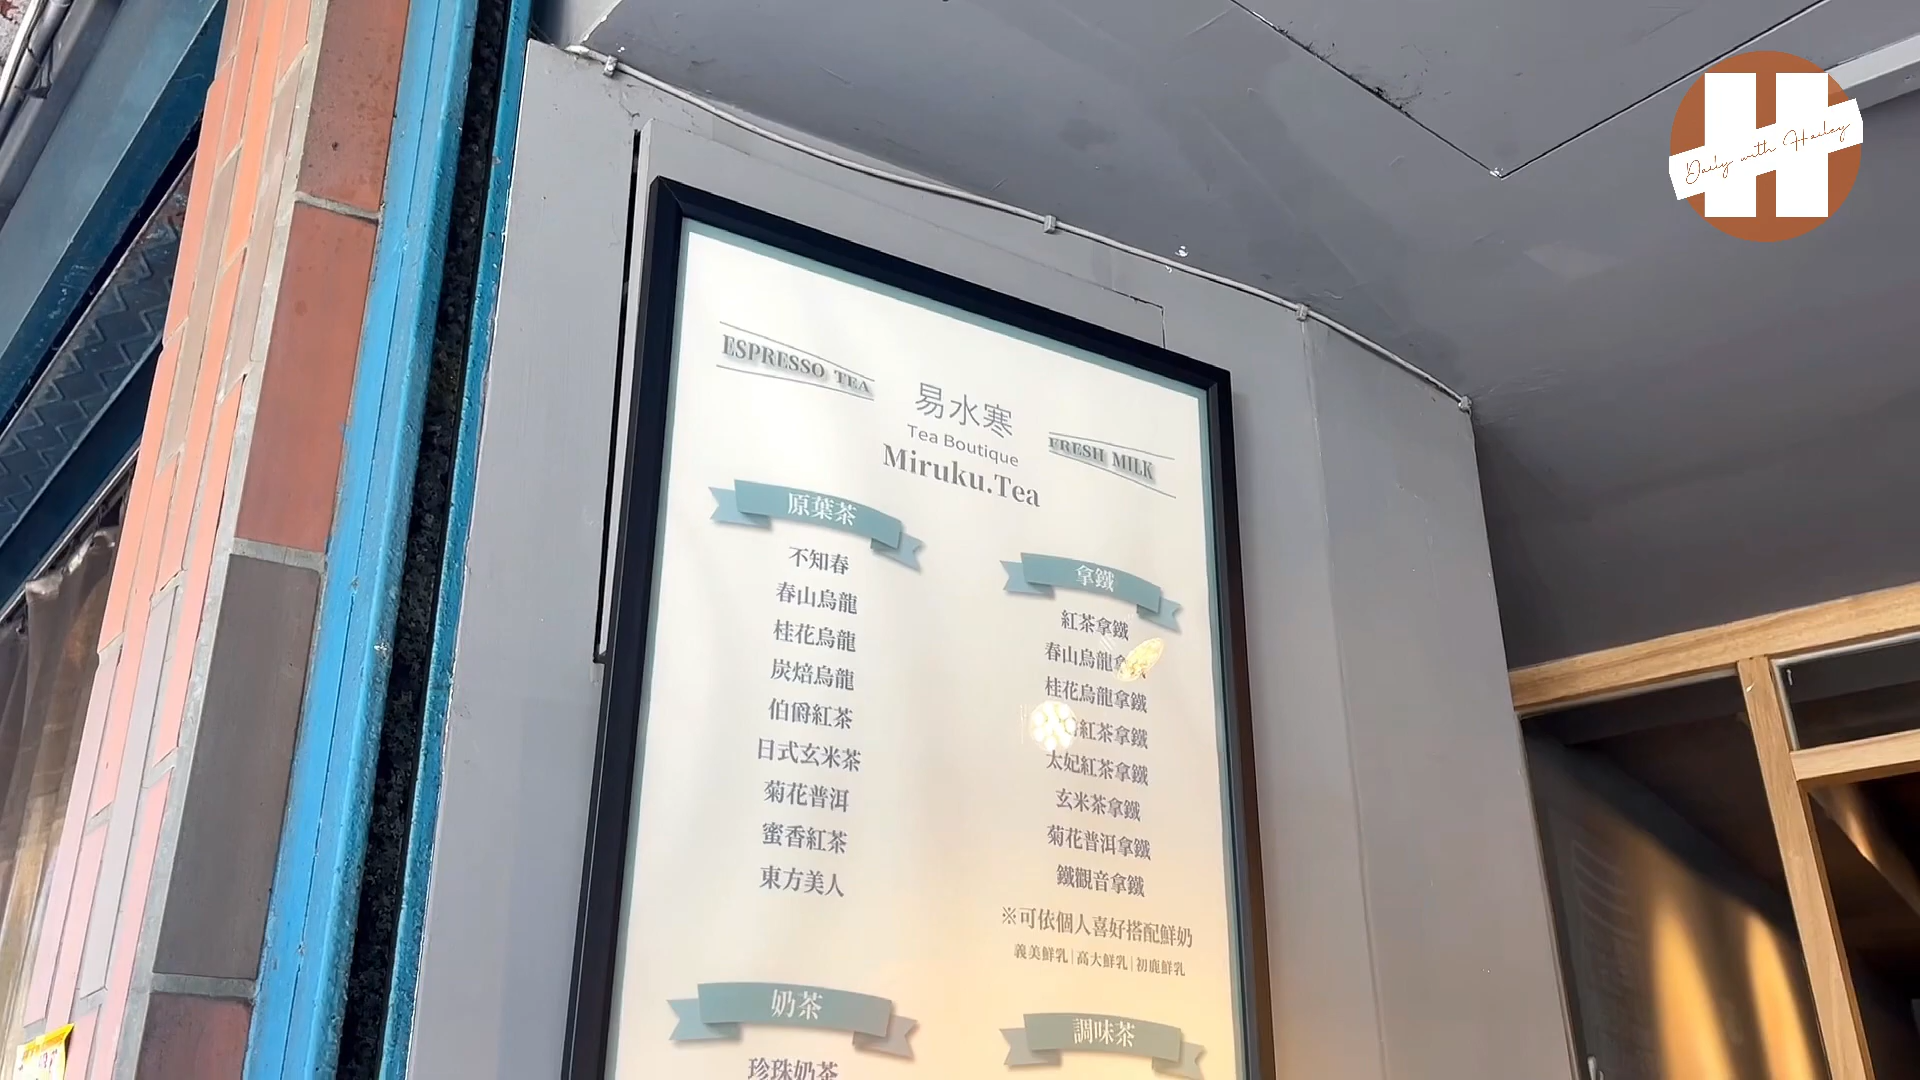 Daily with Hailey
ESPRESSO TEA
易水寒
Tea Boutique
Miruku.Tea
FRESH MILK
原葉茶
不知春
春山烏龍
桂花烏龍
炭焙烏龍
伯爵紅茶
日式玄米茶
菊花普洱
蜜香紅茶
東方美人
拿鐵
紅茶拿鐵
春山烏龍拿
桂花烏龍拿鐵
紅茶拿鐵
太妃紅茶拿鐵
玄米茶拿鐵
菊花普洱拿鐵
鐵觀音拿鐵
※可依個人喜好搭配鮮奶
義美鮮乳|高大鮮乳|初鹿鮮乳
奶茶
珍珠奶茶
調味茶